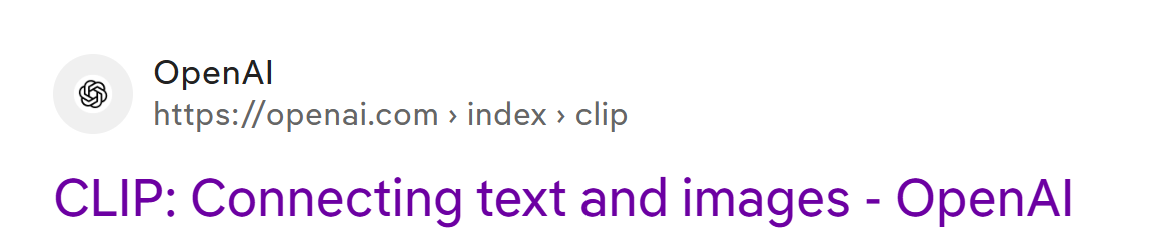 OpenAI
https://openai.com › index › clip
CLIP: Connecting text and images - OpenAI